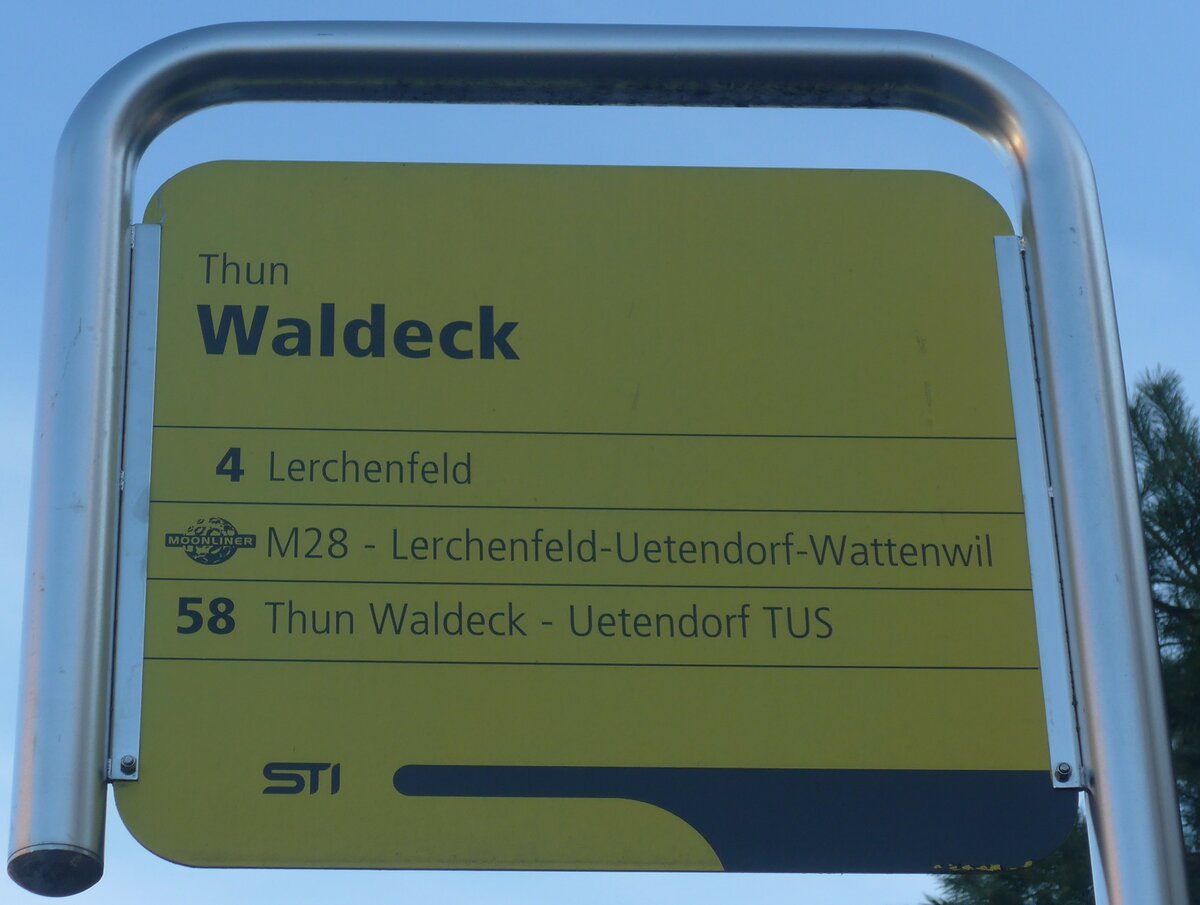 Thun
Waldeck
4 Lerchenfeld
MOONLINER M28 - Lerchenfeld-Uetendorf-Wattenwil
58 Thun Waldeck - Uetendorf TUS
STI